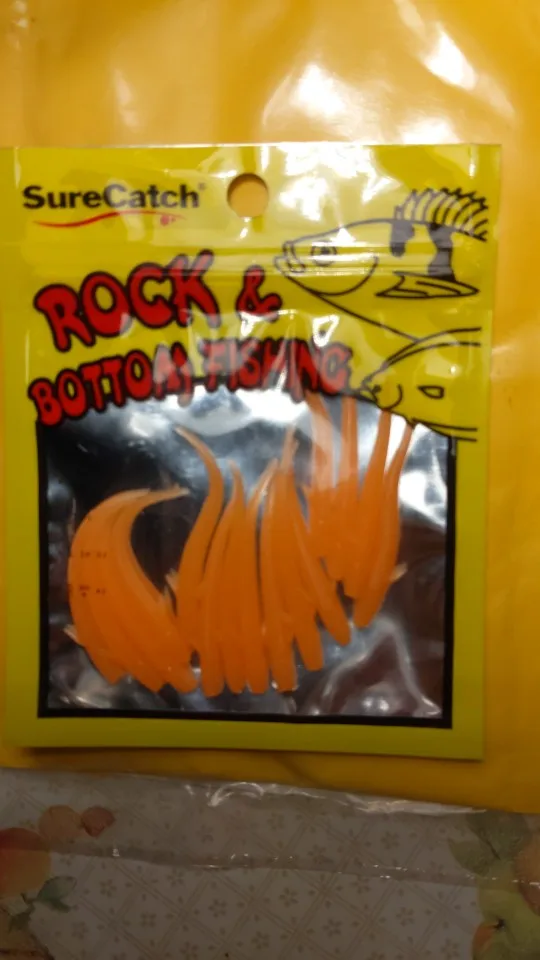 SureCatch®
ROCK &
BOTTOM FISHING